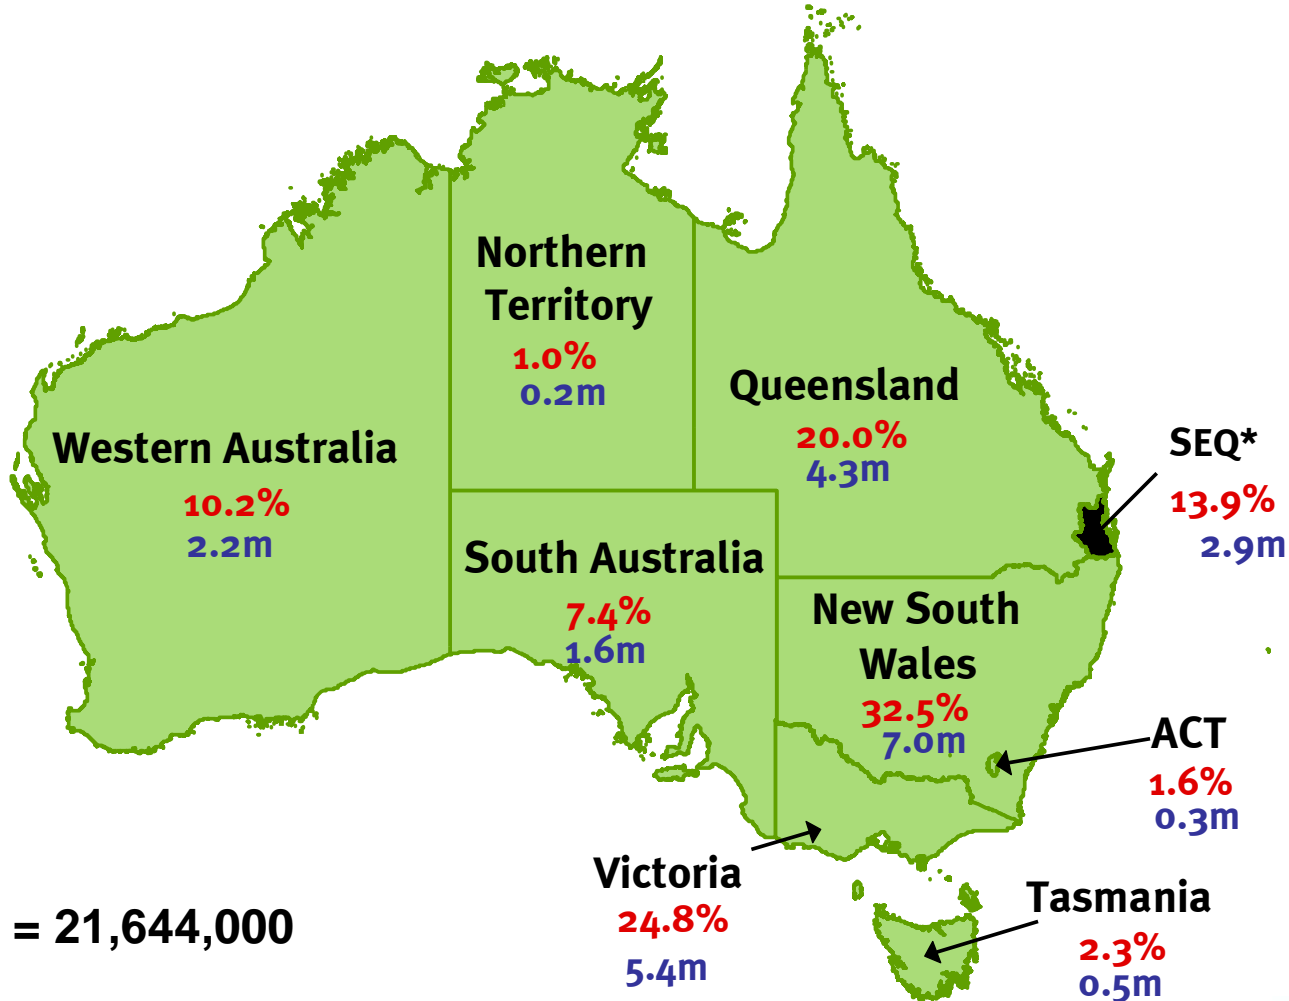 Northern
Territory
1.0%
0.2m
Queensland
20.0%
4.3m
SEQ*
13.9%
2.9m
Western Australia
10.2%
2.2m
South Australia
7.4%
1.6m
New South
Wales
32.5%
7.0m
ACT
1.6%
0.3m
Victoria
24.8%
5.4m
Tasmania
2.3%
0.5m
= 21,644,000